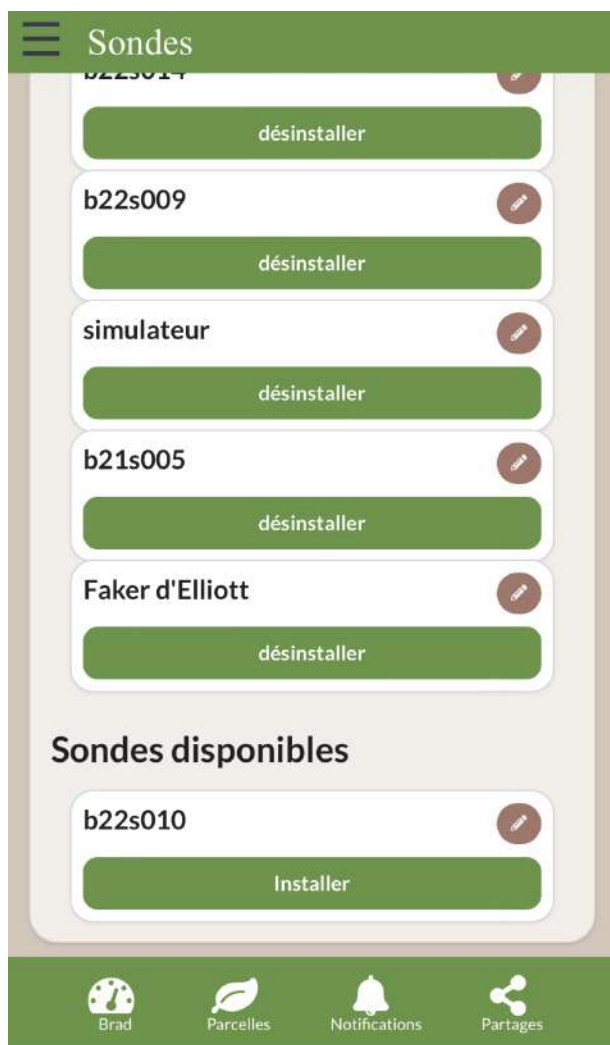 Sondes
b22s014
désinstaller
b22s009
désinstaller
simulateur
désinstaller
b21s005
désinstaller
Faker d'Elliott
désinstaller
Sondes disponibles
b22s010
Installer
Brad Parcelles Notifications Partages